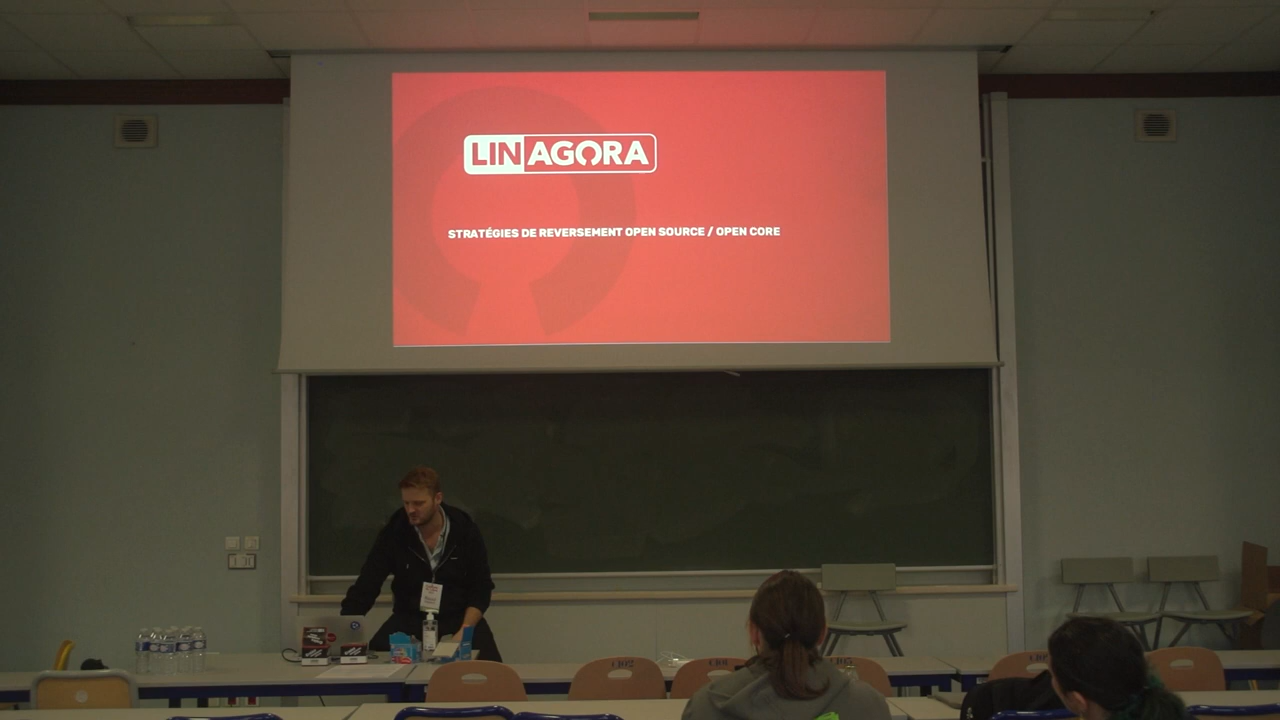 LINAGORA
STRATÉGIES DE REVERSEMENT OPEN SOURCE / OPEN CORE